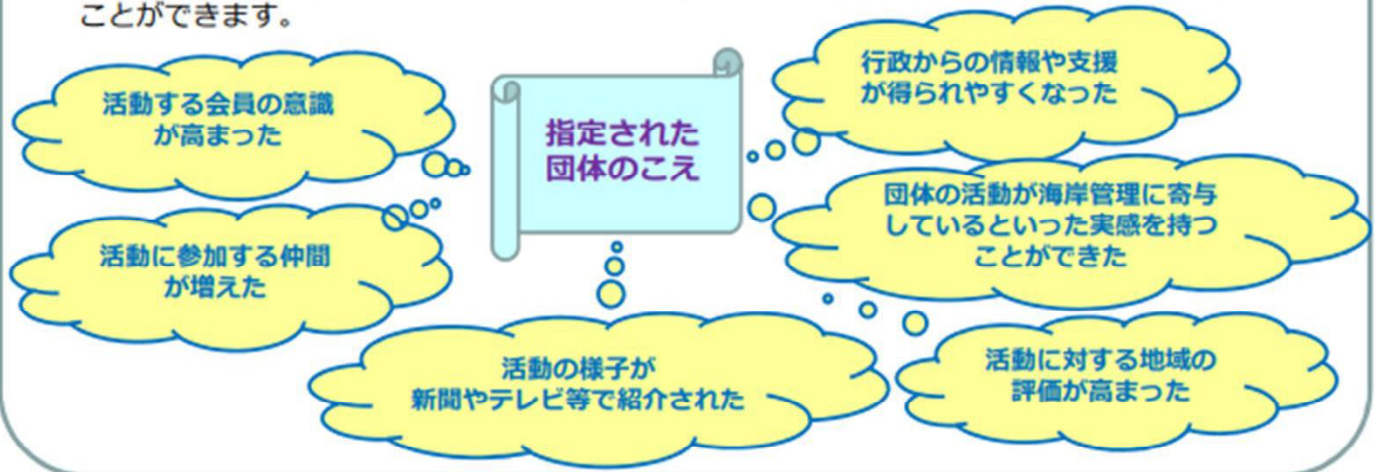 ことができます。
活動する会員の意識
が高まった
指定された
団体のこえ
行政からの情報や支援
が得られやすくなった
団体の活動が海岸管理に寄与
しているといった実感を持つ
ことができた
活動に参加する仲間
が増えた
活動の様子が
新聞やテレビ等で紹介された
活動に対する地域の
評価が高まった